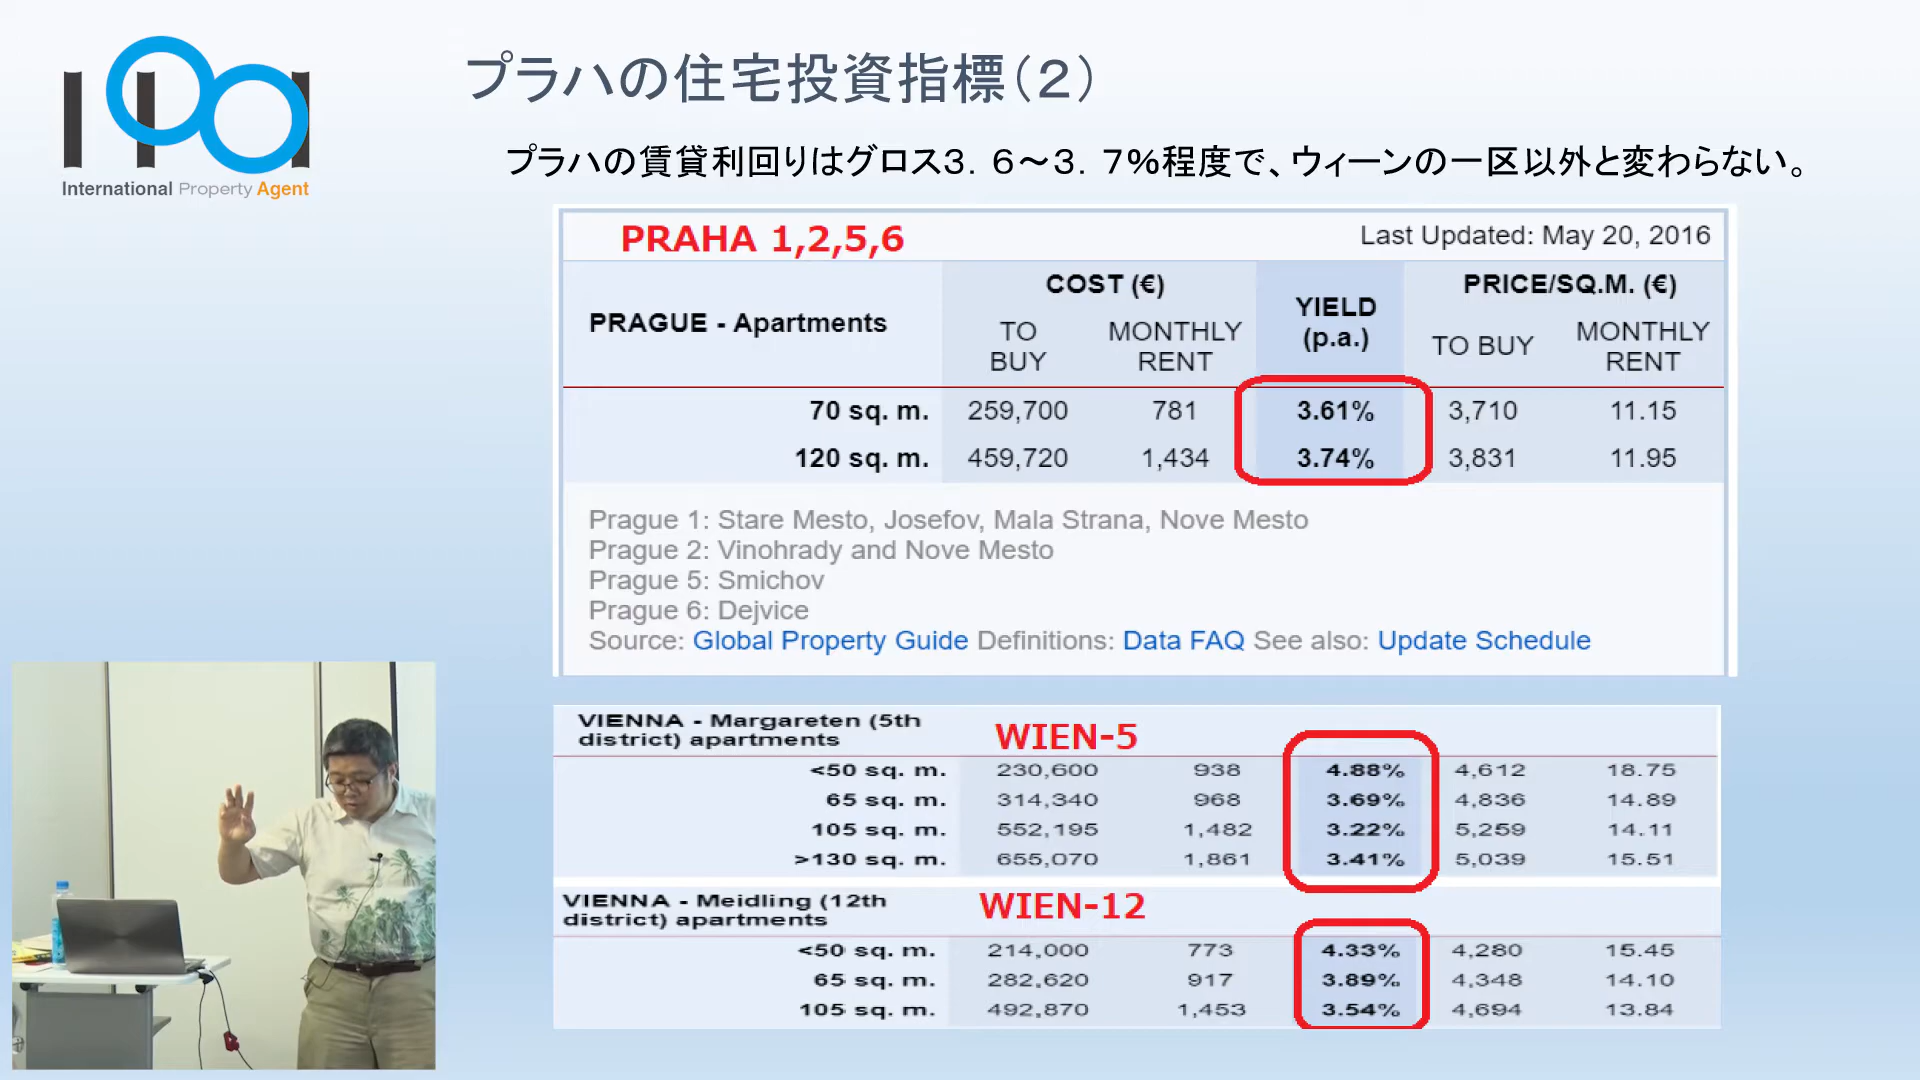 IPA
International Property Agent
プラハの住宅投資指標（２）
プラハの賃貸利回りはグロス３．６～３．７％程度で、ウィーンの一区以外と変わらない。
PRAHA 1,2,5,6
Last Updated: May 20, 2016
PRAGUE - Apartments
COST (€)
YIELD (p.a.)
PRICE/SQ.M. (€)
TO BUY
MONTHLY RENT
TO BUY
MONTHLY RENT
70 sq. m. 259,700 781 3.61% 3,710 11.15
120 sq. m. 459,720 1,434 3.74% 3,831 11.95
Prague 1: Stare Mesto, Josefov, Mala Strana, Nove Mesto
Prague 2: Vinohrady and Nove Mesto
Prague 5: Smichov
Prague 6: Dejvice
Source: Global Property Guide Definitions: Data FAQ See also: Update Schedule
VIENNA - Margareten (5th
district) apartments
WIEN-5
<50 sq. m. 230,600 938 4.88% 4,612 18.75
65 sq. m. 314,340 968 3.69% 4,836 14.89
105 sq. m. 552,195 1,482 3.22% 5,259 14.11
>130 sq. m. 655,070 1,861 3.41% 5,039 15.51
VIENNA - Meidling (12th
district) apartments
WIEN-12
<50 sq. m. 214,000 773 4.33% 4,280 15.45
65 sq. m. 282,620 917 3.89% 4,348 14.10
105 sq. m. 492,870 1,453 3.54% 4,694 13.84